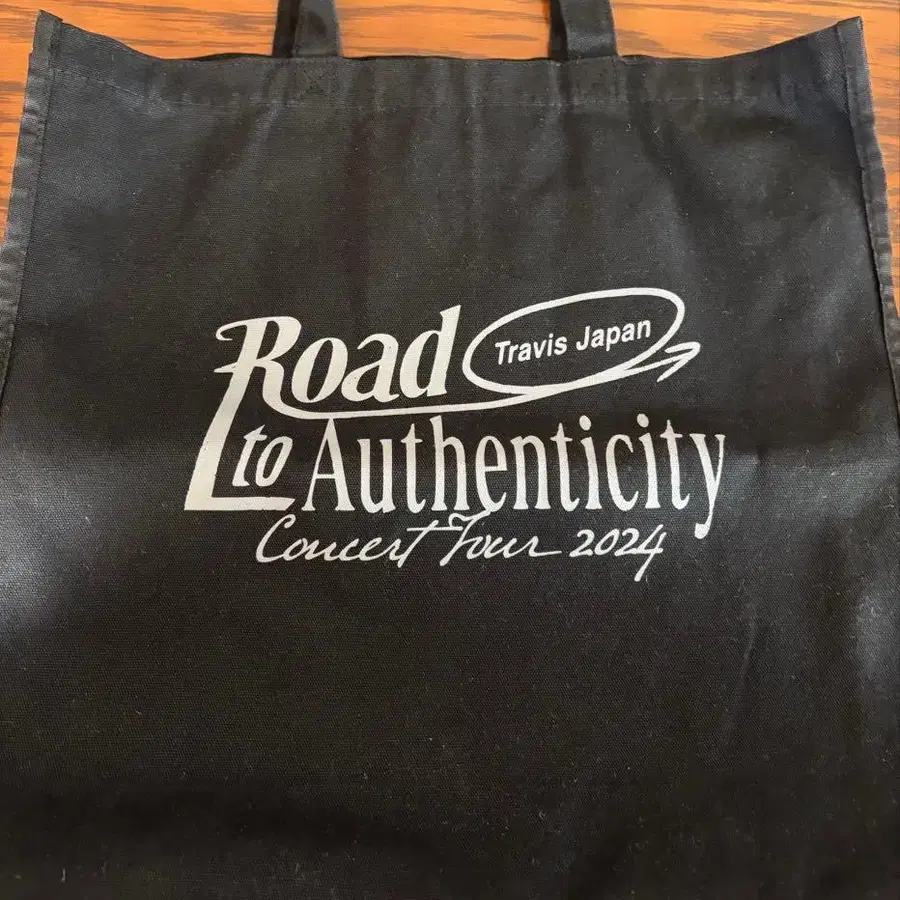 Road
Travis Japan
to Authenticity
Concert Tour 2024